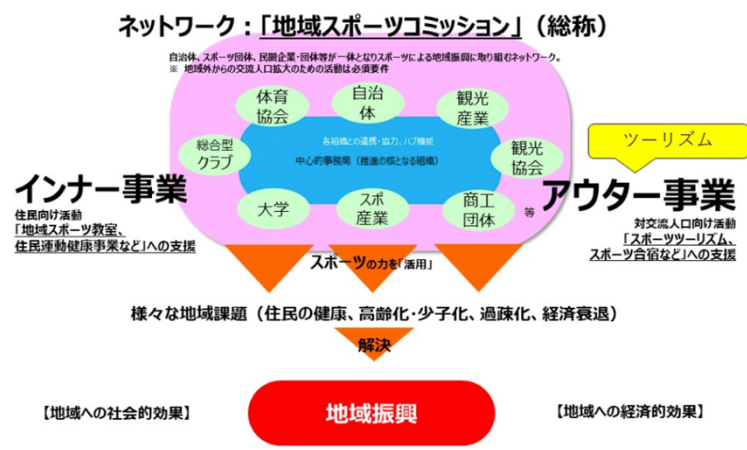 ネットワーク：「地域スポーツコミッション」（総称）
自治体、スポーツ団体、民間企業・団体等が一体となりスポーツによる地域振興に取り組むネットワーク。
※ 地域外からの交流人口拡大のための活動は必須要件
体育
協会
自治
体
観光
産業
ツーリズム
総合型
クラブ
各組織との連携・協力、ハブ機能
中心的事務局（推進の核となる組織）
観光
協会
大学
スポ
産業
商工
団体
等
インナー事業
住民向け活動
「地域スポーツ教室、
住民運動健康事業など」への支援
アウター事業
対交流人口向け活動
「スポーツツーリズム、
スポーツ合宿など」への支援
スポーツの力を「活用」
様々な地域課題（住民の健康、高齢化・少子化、過疎化、経済衰退）
解決
【地域への社会的効果】
地域振興
【地域への経済的効果】